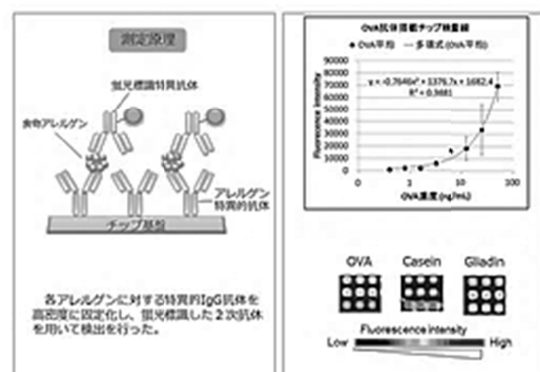 測定原理
蛍光標識特異抗体
食物アレルゲン
アレルゲン
特異的抗体
チップ基盤
各アレルゲンに対する特異的IgG抗体を
高密度に固定化し、蛍光標識した2次抗体
を用いて検出を行った。
OVA抗体搭載チップ検量線
OVA平均
多項式 (OVA平均)
90000
80000
70000
60000
50000
40000
30000
20000
10000
0
Fluorescence intensity
y = -0.7646x² + 1376.7x + 1682.4
R² = 0.9881
1
10
100
OVA濃度 (ng/mL)
OVA Casein Gliadin
Fluorescence intensity
Low High